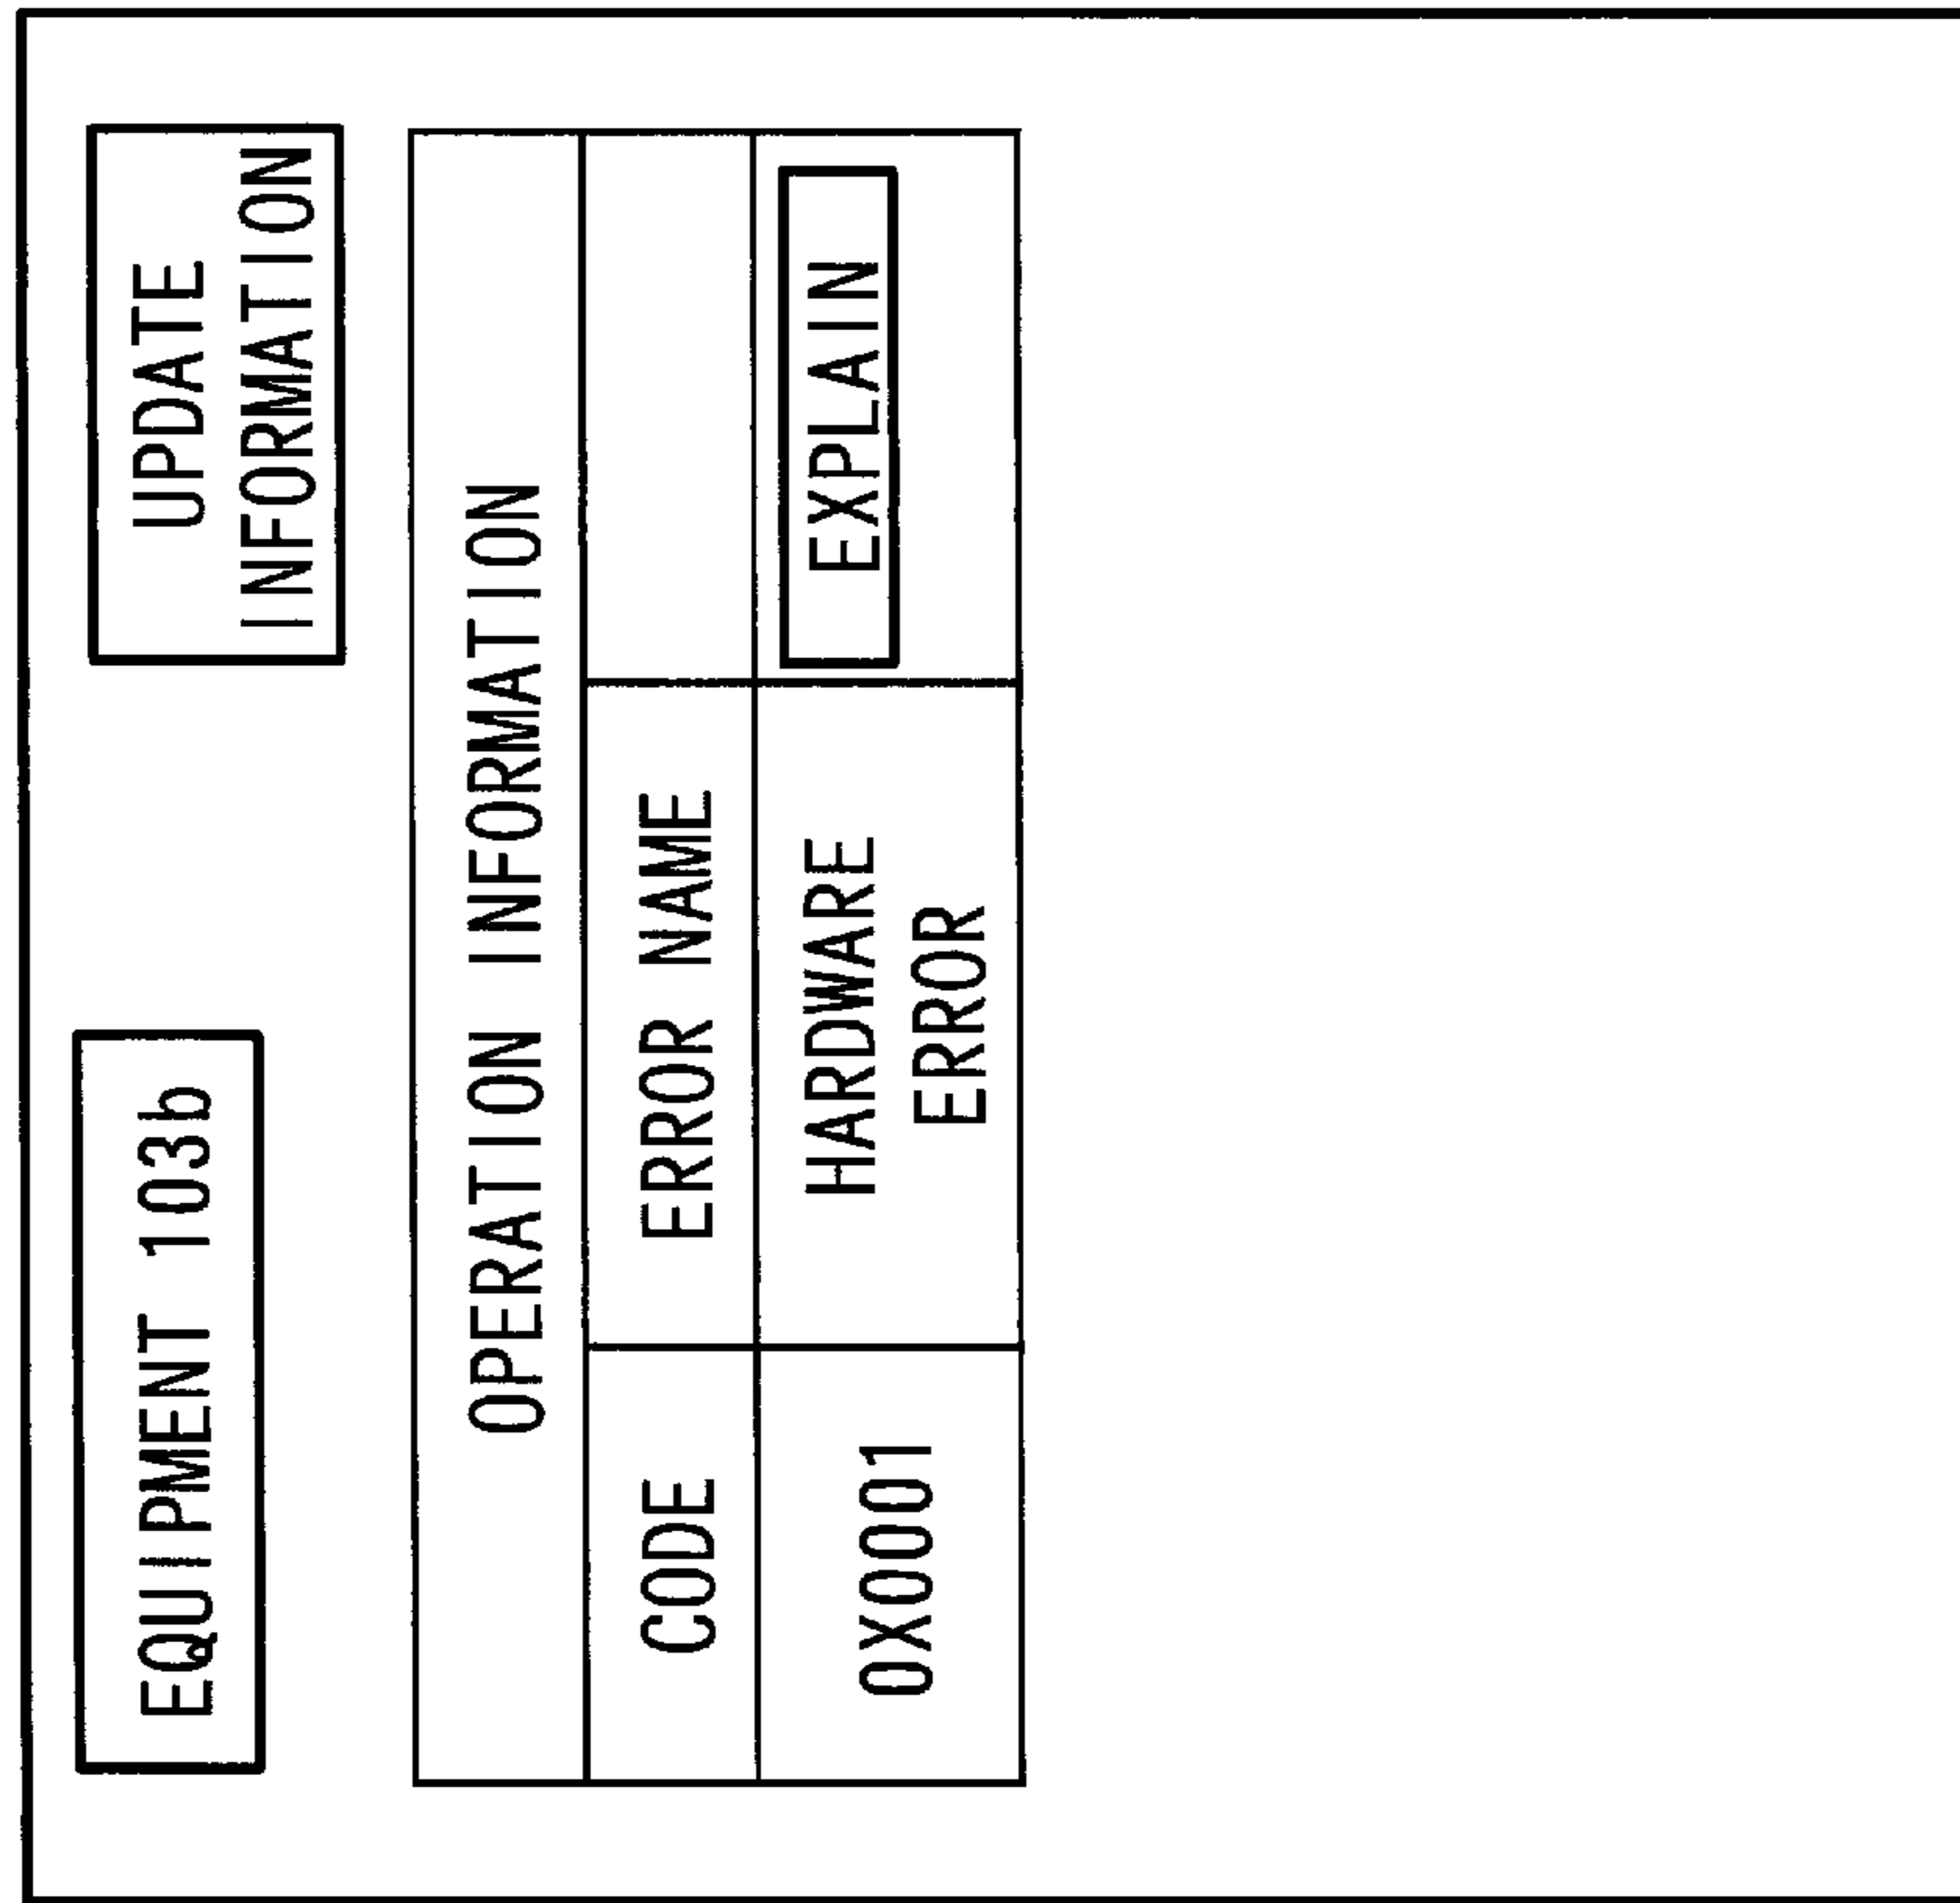 EQUIPMENT 103b
UPDATE
INFORMATION
OPERATION INFORMATION
CODE
ERROR NAME
0X0001
HARDWARE
ERROR
EXPLAIN